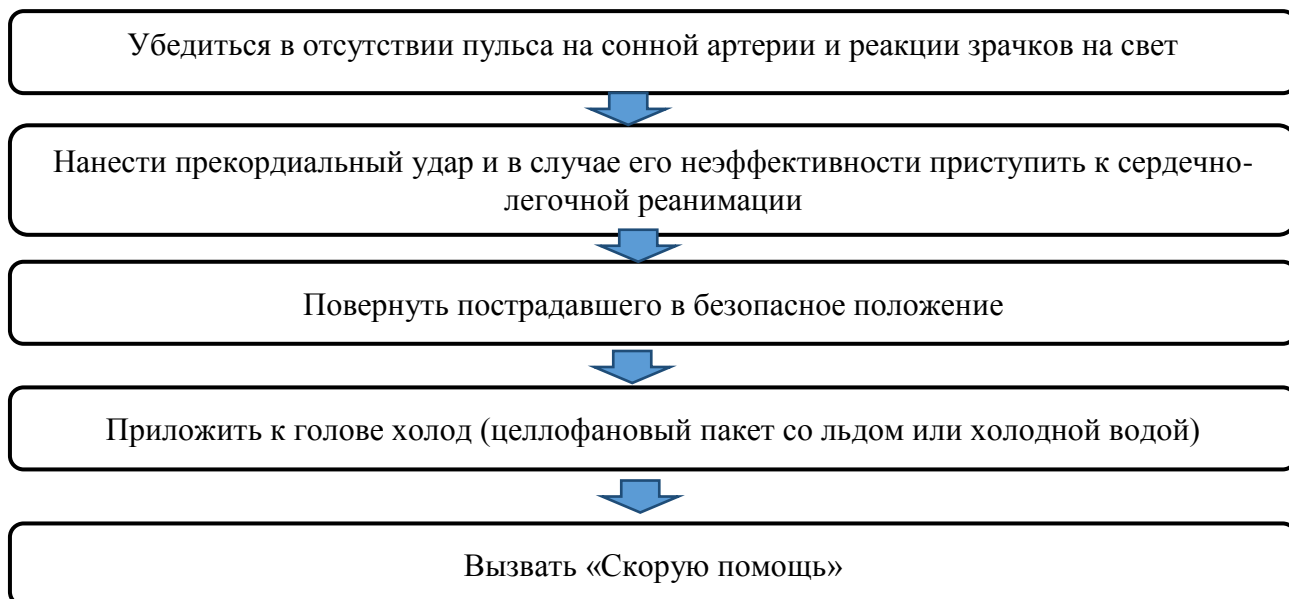 Убедиться в отсутствии пульса на сонной артерии и реакции зрачков на свет
Нанести прекордиальный удар и в случае его неэффективности приступить к сердечно-
легочной реанимации
Повернуть пострадавшего в безопасное положение
Приложить к голове холод (целлофановый пакет со льдом или холодной водой)
Вызвать «Скорую помощь»